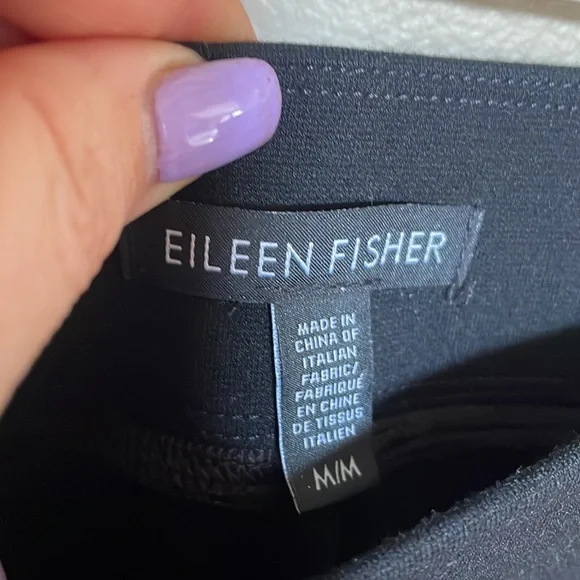 EILEEN FISHER
MADE IN
CHINA OF
ITALIAN
FABRIC/
FABRIQUÉ
EN CHINE
DE TISSUS
ITALIEN
M/M